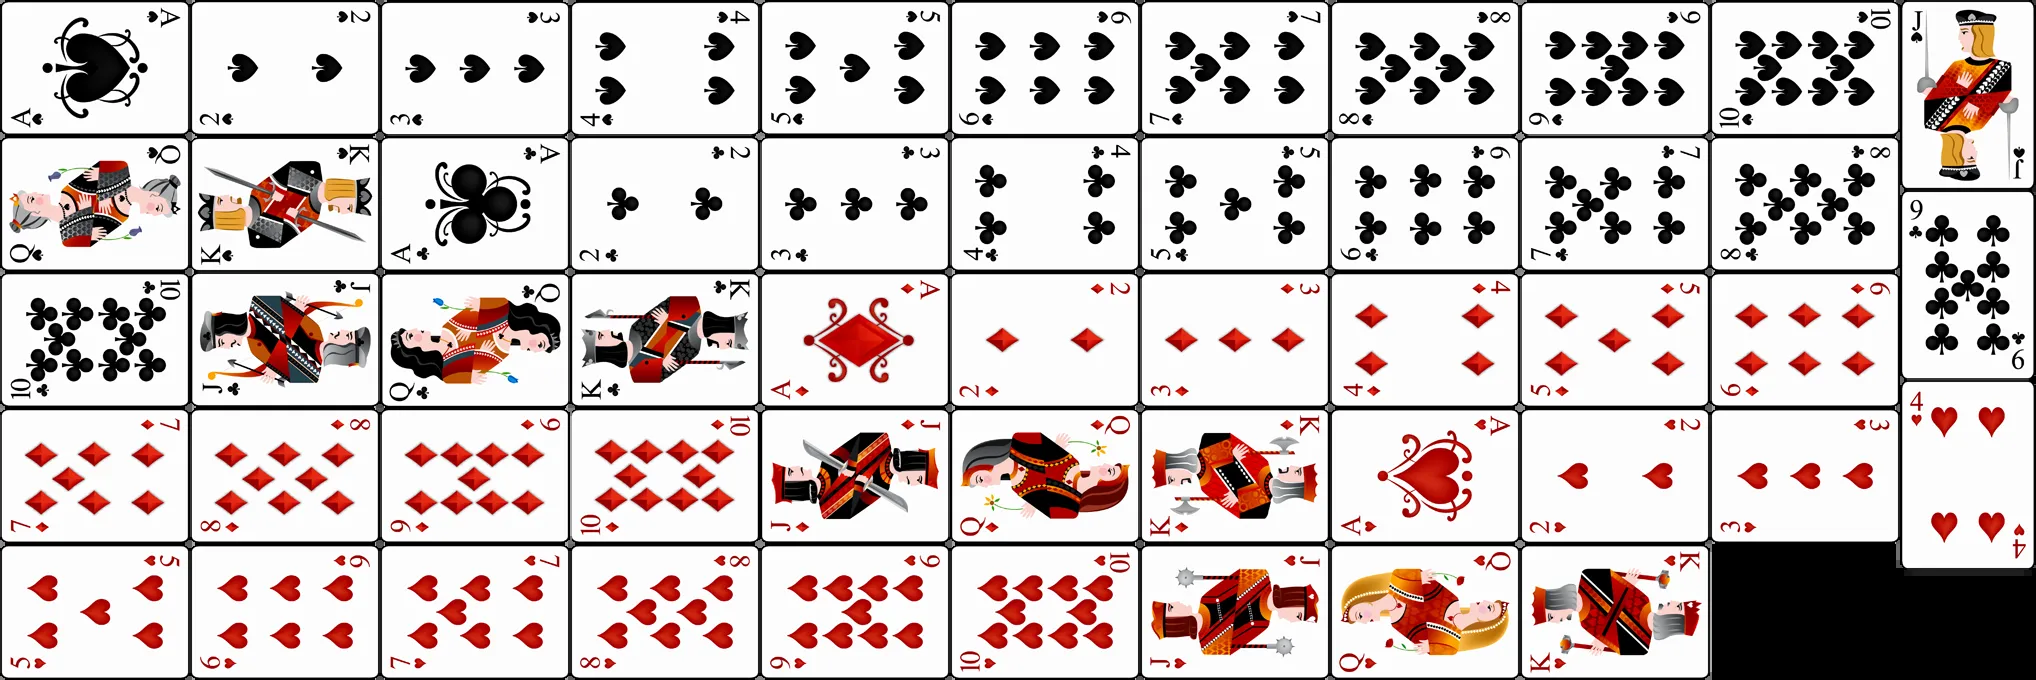 A 2 3 4 5 6 7 8 9 10 J
A 2 3 4 5 6 7 8 9 10 J
Q K A 2 3 4 5 6 7 8 9
Q K A 2 3 4 5 6 7 8 9
10 J Q K A 2 3 4 5 6
10 J Q K A 2 3 4 5 6
7 8 9 10 J Q K A 2 3 4
7 8 9 10 J Q K A 2 3 4
5 6 7 8 9 10 J Q K
5 6 7 8 9 10 J Q K